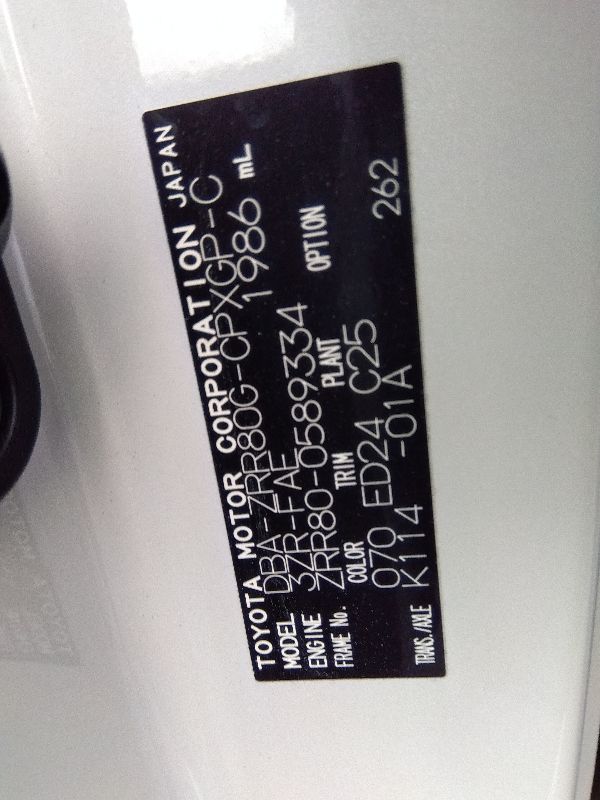 TOYOTA MOTOR CORPORATION JAPAN
MODEL DBA-ZRR80G-CPXGP-C
ENGINE 3ZR-FAE 1986 mL
FRAME No. ZRR80-0589334
COLOR TRIM PLANT OPTION
070 ED24 C25 262
TRANS./AXLE K114 -01A